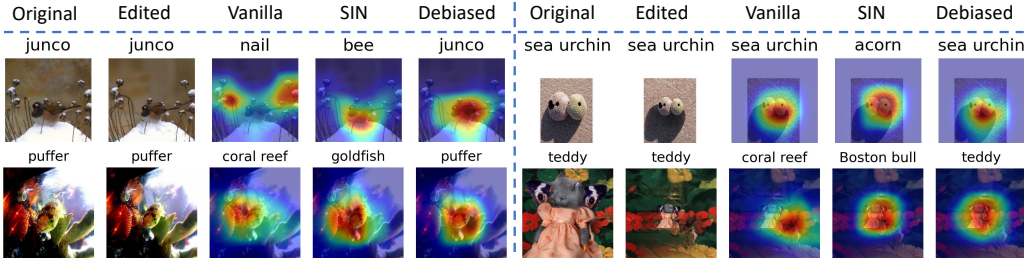 Original Edited Vanilla SIN Debiased Original Edited Vanilla SIN Debiased
junco junco nail bee junco sea urchin sea urchin sea urchin acorn sea urchin
puffer puffer coral reef goldfish puffer teddy teddy coral reef Boston bull teddy